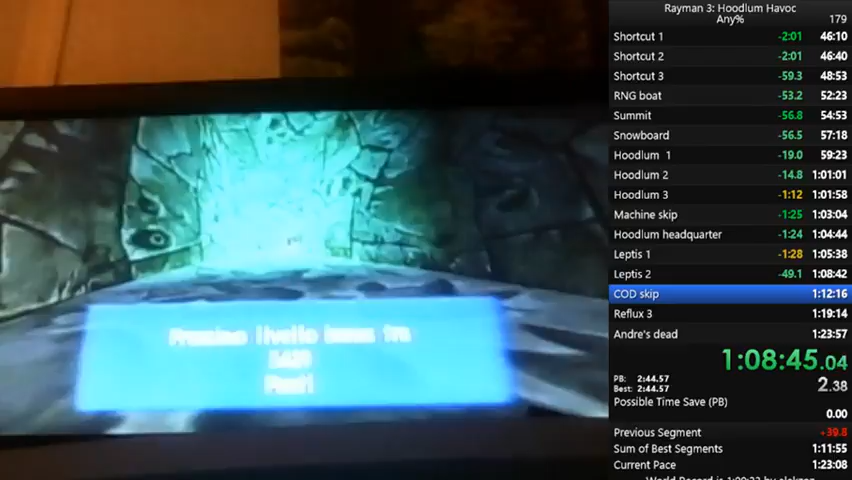 Rayman 3: Hoodlum Havoc
Any% 179
Shortcut 1 -2:01 46:10
Shortcut 2 -2:01 46:40
Shortcut 3 -59.3 48:53
RNG boat -53.2 52:23
Summit -56.8 54:53
Snowboard -56.5 57:18
Hoodlum 1 -19.0 59:23
Hoodlum 2 -14.8 1:01:01
Hoodlum 3 -1:12 1:01:58
Machine skip -1:25 1:03:04
Hoodlum headquarter -1:24 1:04:44
Leptis 1 -1:28 1:05:38
Leptis 2 -49.1 1:08:42
COD skip 1:12:16
Reflux 3 1:19:14
Andre's dead 1:23:57
1:08:45.04
PB: 2:44.57
Best: 2:44.57
2.38
Possible Time Save (PB)
0.00
Previous Segment +39.8
Sum of Best Segments 1:11:55
Current Pace 1:23:08
livello bonus fra
Punti